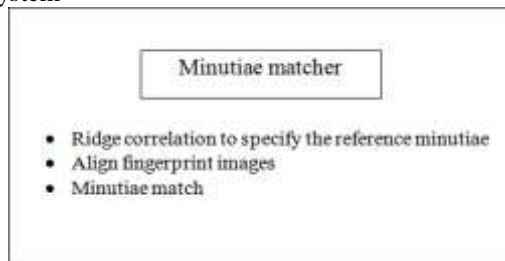 ystem
Minutiae matcher
• Ridge correlation to specify the reference minutiae
• Align fingerprint images
• Minutiae match